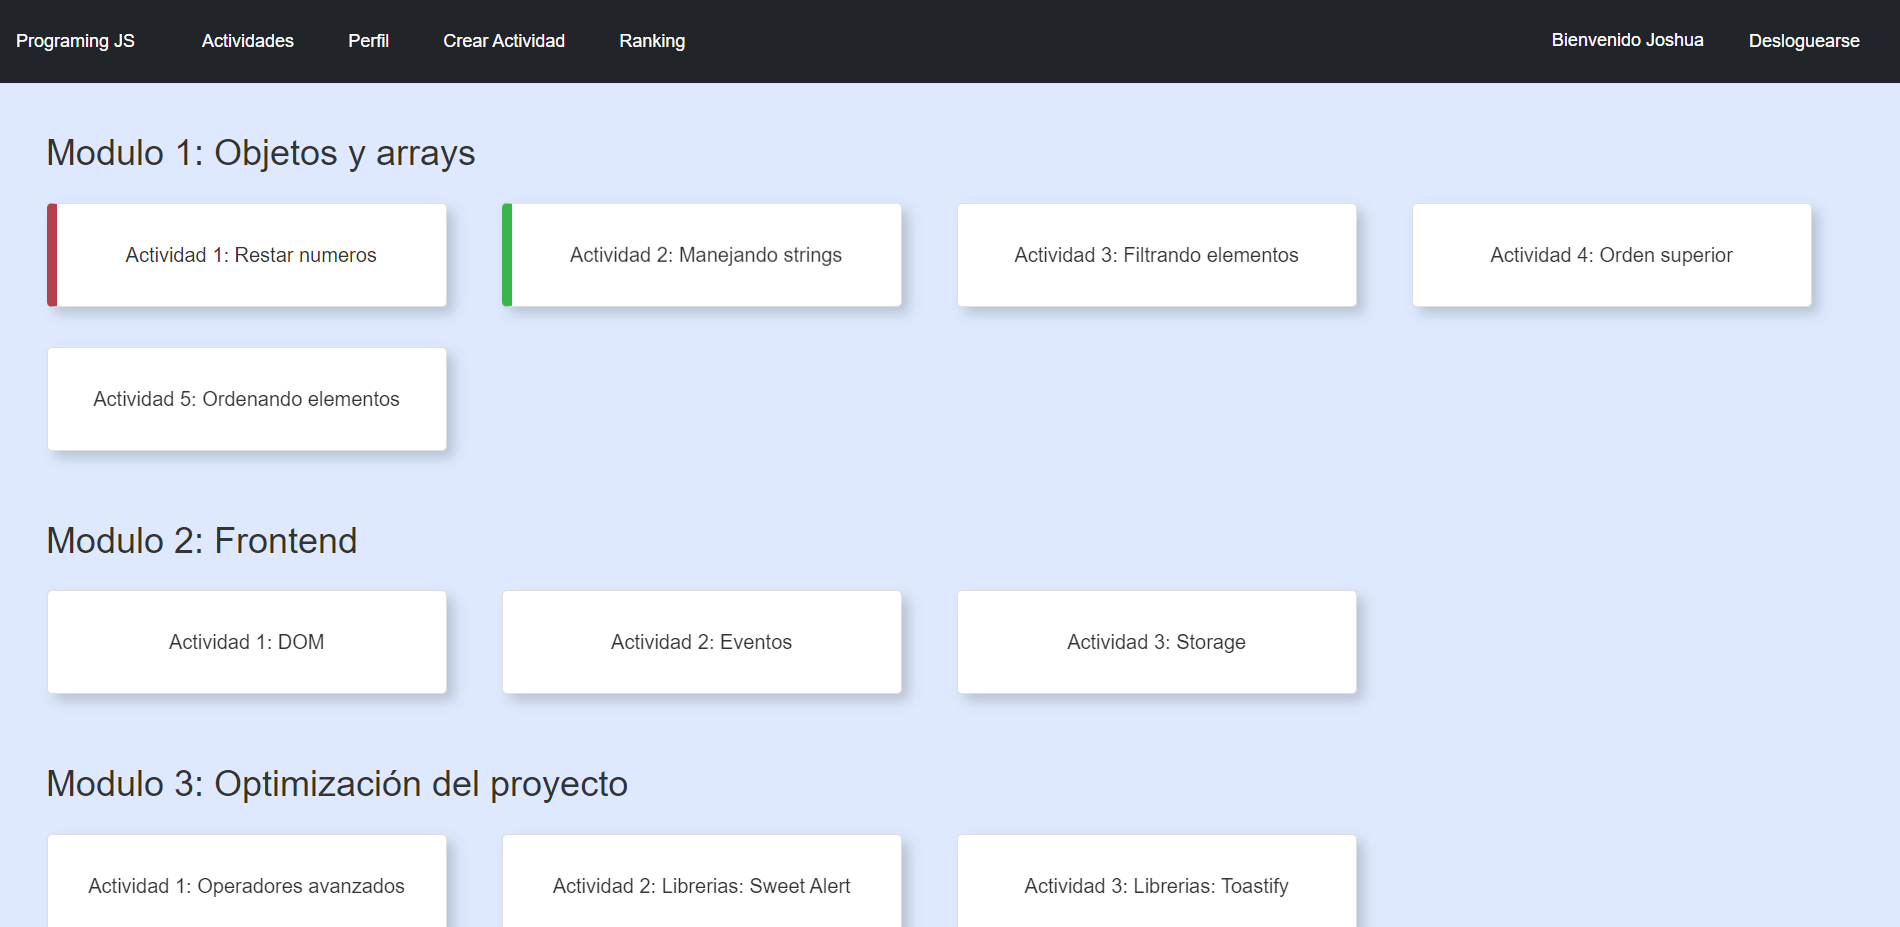 Programing JS Actividades Perfil Crear Actividad Ranking Bienvenido Joshua Desloguearse
Modulo 1: Objetos y arrays
Actividad 1: Restar numeros
Actividad 2: Manejando strings
Actividad 3: Filtrando elementos
Actividad 4: Orden superior
Actividad 5: Ordenando elementos
Modulo 2: Frontend
Actividad 1: DOM
Actividad 2: Eventos
Actividad 3: Storage
Modulo 3: Optimización del proyecto
Actividad 1: Operadores avanzados
Actividad 2: Librerias: Sweet Alert
Actividad 3: Librerias: Toastify